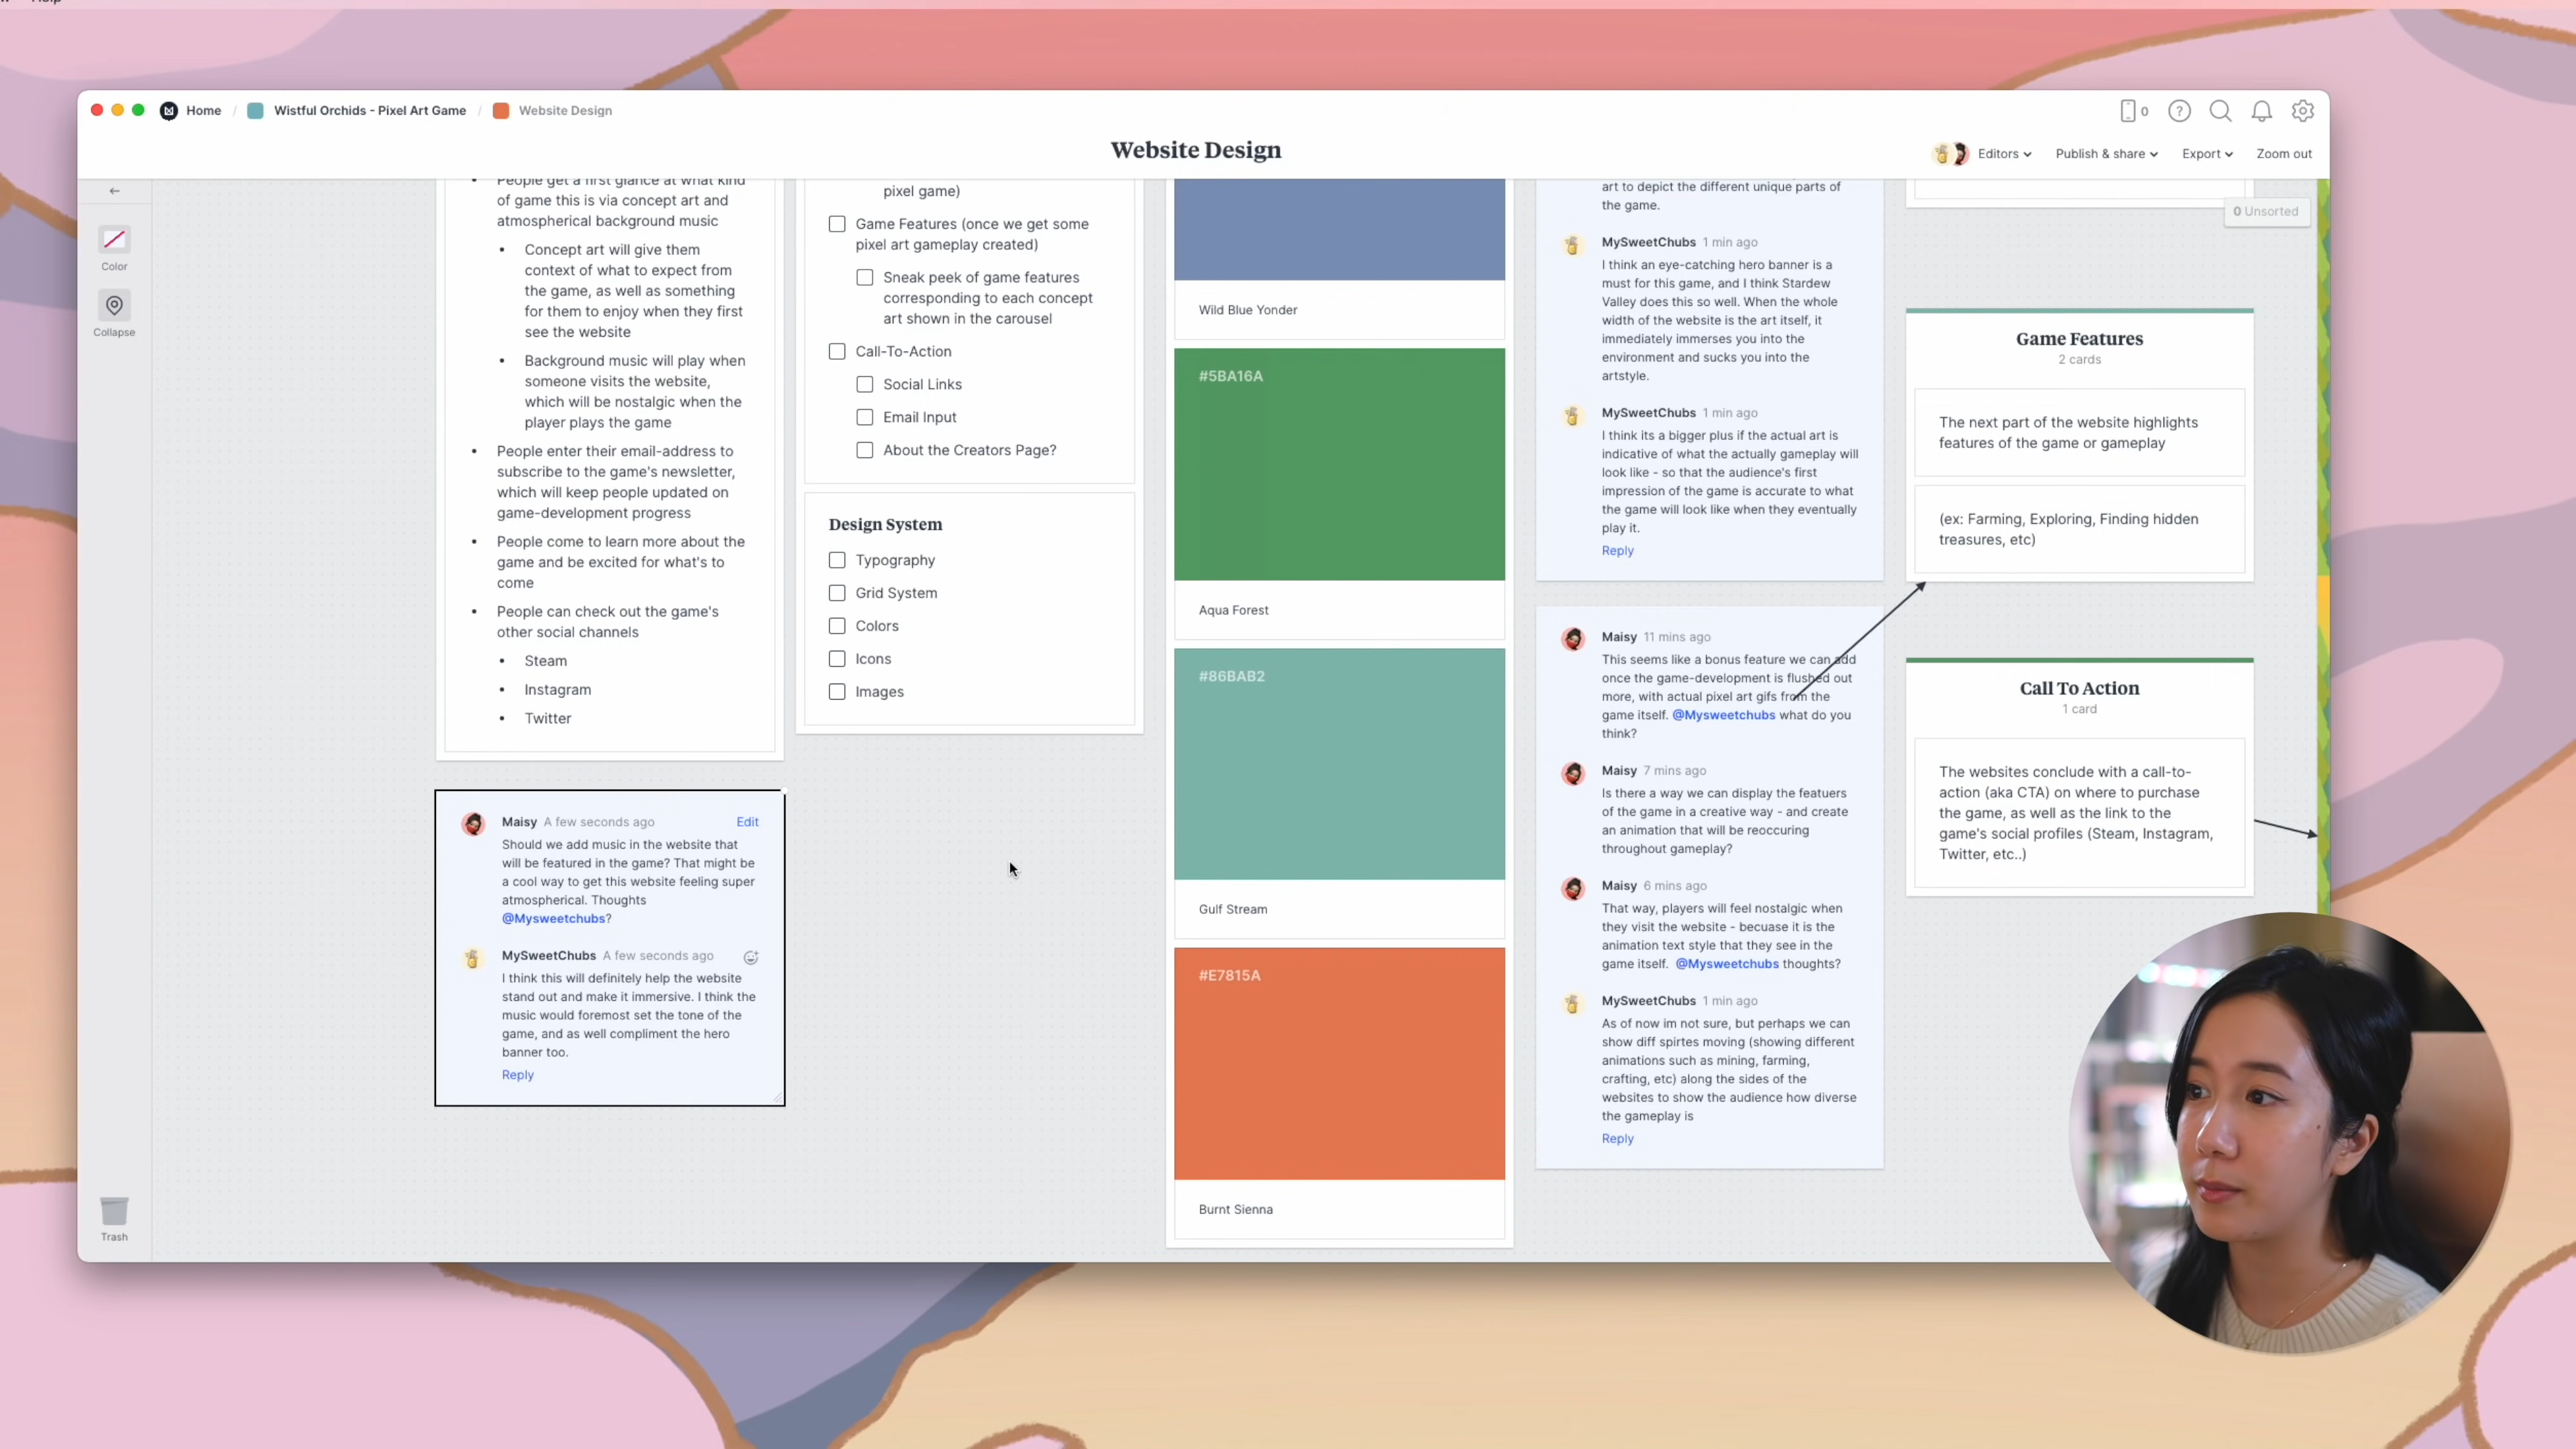 Help
Home / Wistful Orchids - Pixel Art Game / Website Design
0
Website Design
Editors
Publish & share
Export
Zoom out
0 Unsorted
Color
Collapse
Trash
People get a first glance at what kind
of game this is via concept art and
atmospherical background music
Concept art will give them
context of what to expect from
the game, as well as something
for them to enjoy when they first
see the website
Background music will play when
someone visits the website,
which will be nostalgic when the
player plays the game
People enter their email-address to
subscribe to the game's newsletter,
which will keep people updated on
game-development progress
People come to learn more about the
game and be excited for what's to
come
People can check out the game's
other social channels
Steam
Instagram
Twitter
Maisy A few seconds ago Edit
Should we add music in the website that
will be featured in the game? That might be
a cool way to get this website feeling super
atmospherical. Thoughts
@Mysweetchubs?
MySweetChubs A few seconds ago
I think this will definitely help the website
stand out and make it immersive. I think the
music would foremost set the tone of the
game, and as well compliment the hero
banner too.
Reply
pixel game)
Game Features (once we get some
pixel art gameplay created)
Sneak peek of game features
corresponding to each concept
art shown in the carousel
Call-To-Action
Social Links
Email Input
About the Creators Page?
Design System
Typography
Grid System
Colors
Icons
Images
Wild Blue Yonder
#5BA16A
Aqua Forest
#86BAB2
Gulf Stream
#E7815A
Burnt Sienna
art to depict the different unique parts of
the game.
MySweetChubs 1 min ago
I think an eye-catching hero banner is a
must for this game, and I think Stardew
Valley does this so well. When the whole
width of the website is the art itself, it
immediately immerses you into the
environment and sucks you into the
artstyle.
MySweetChubs 1 min ago
I think its a bigger plus if the actual art is
indicative of what the actually gameplay will
look like - so that the audience's first
impression of the game is accurate to what
the game will look like when they eventually
play it.
Reply
Maisy 11 mins ago
This seems like a bonus feature we can add
once the game-development is flushed out
more, with actual pixel art gifs from the
game itself. @Mysweetchubs what do you
think?
Maisy 7 mins ago
Is there a way we can display the featuers
of the game in a creative way - and create
an animation that will be reoccuring
throughout gameplay?
Maisy 6 mins ago
That way, players will feel nostalgic when
they visit the website - becuase it is the
animation text style that they see in the
game itself. @Mysweetchubs thoughts?
MySweetChubs 1 min ago
As of now im not sure, but perhaps we can
show diff spirtes moving (showing different
animations such as mining, farming,
crafting, etc) along the sides of the
websites to show the audience how diverse
the gameplay is
Reply
Game Features
2 cards
The next part of the website highlights
features of the game or gameplay
(ex: Farming, Exploring, Finding hidden
treasures, etc)
Call To Action
1 card
The websites conclude with a call-to-
action (aka CTA) on where to purchase
the game, as well as the link to the
game's social profiles (Steam, Instagram,
Twitter, etc..)